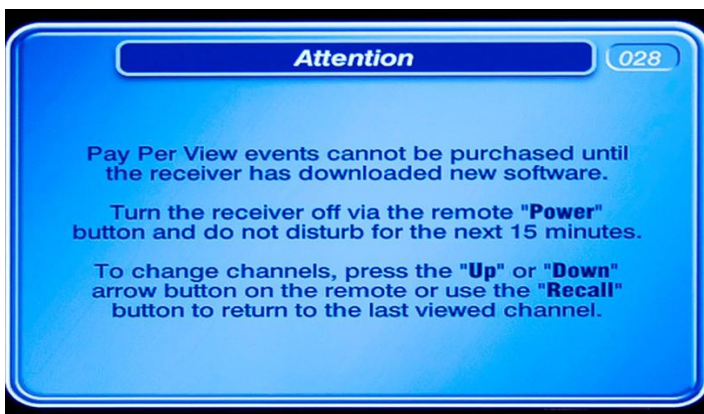 Attention
028
Pay Per View events cannot be purchased until
the receiver has downloaded new software.
Turn the receiver off via the remote "Power"
button and do not disturb for the next 15 minutes.
To change channels, press the "Up" or "Down"
arrow button on the remote or use the "Recall"
button to return to the last viewed channel.